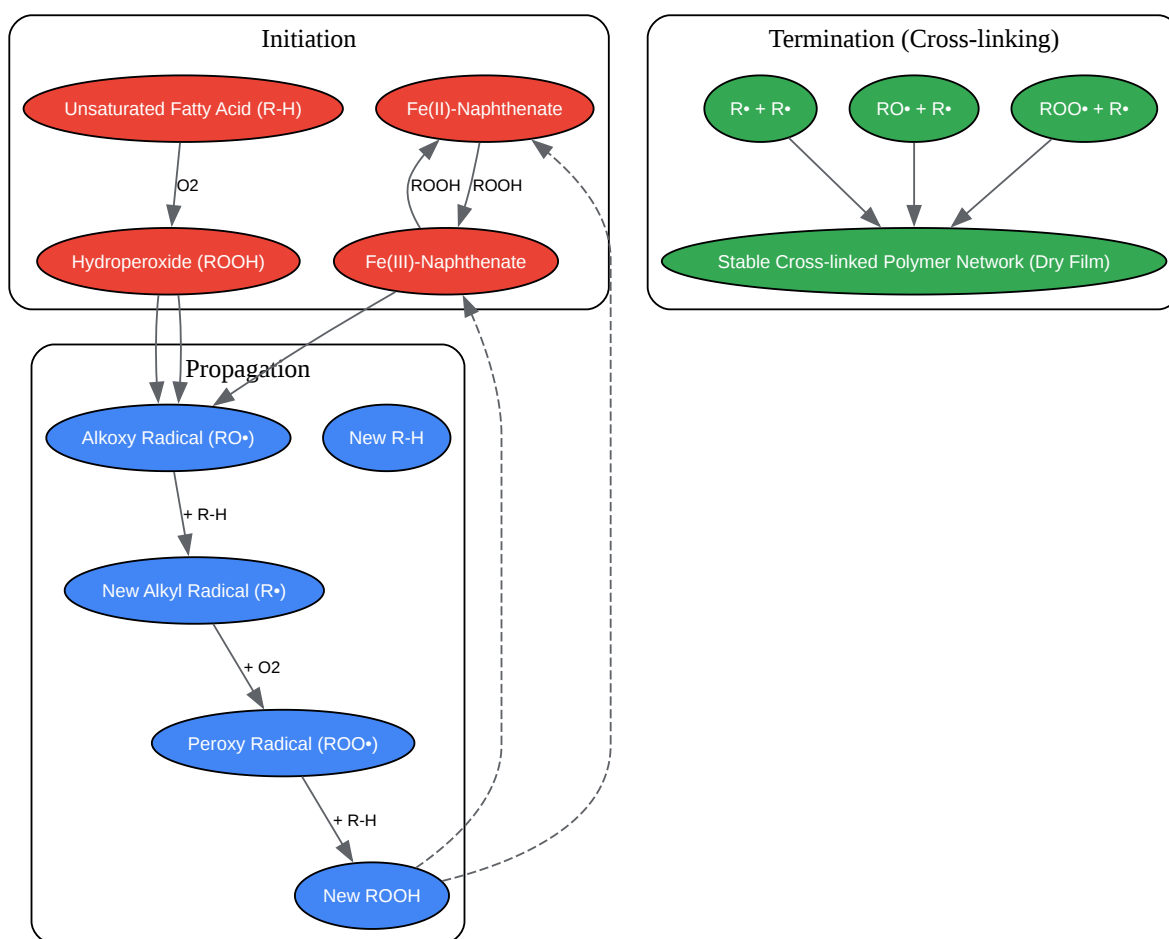 Initiation
Unsaturated Fatty Acid (R-H)
Fe(II)-Naphthenate
O2
ROOH
ROOH
Hydroperoxide (ROOH)
Fe(III)-Naphthenate
Termination (Cross-linking)
R• + R•
RO• + R•
ROO• + R•
Stable Cross-linked Polymer Network (Dry Film)
Propagation
Alkoxy Radical (RO•)
New R-H
+ R-H
New Alkyl Radical (R•)
+ O2
Peroxy Radical (ROO•)
+ R-H
New ROOH